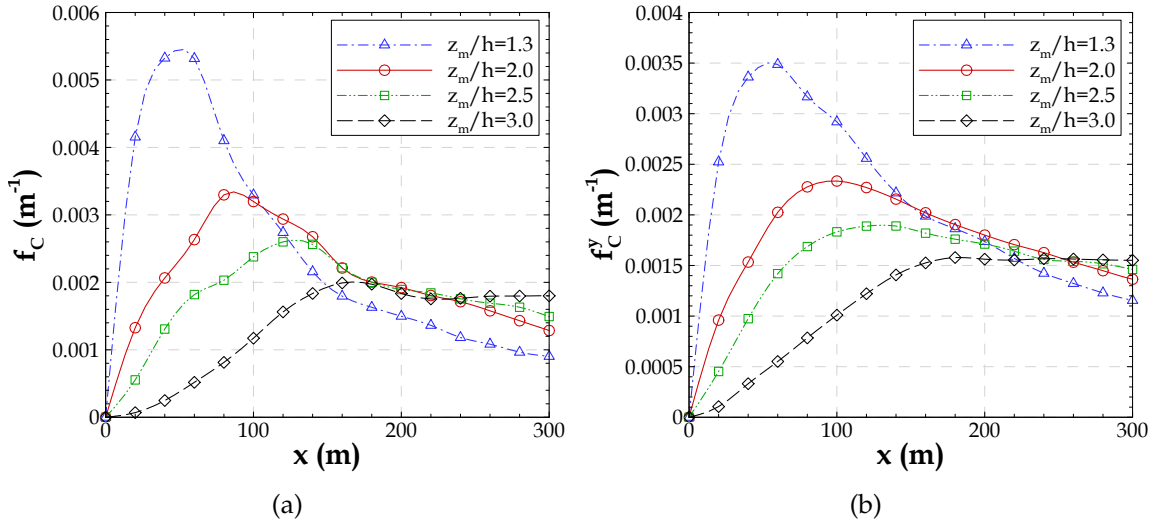 0.006
0.005
0.004
0.003
0.002
0.001
0
0
100
200
300
f_C (m⁻¹)
x (m)
z_m/h=1.3
z_m/h=2.0
z_m/h=2.5
z_m/h=3.0
(a)
0.004
0.0035
0.003
0.0025
0.002
0.0015
0.001
0.0005
0
0
100
200
300
f_C^y (m⁻¹)
x (m)
z_m/h=1.3
z_m/h=2.0
z_m/h=2.5
z_m/h=3.0
(b)